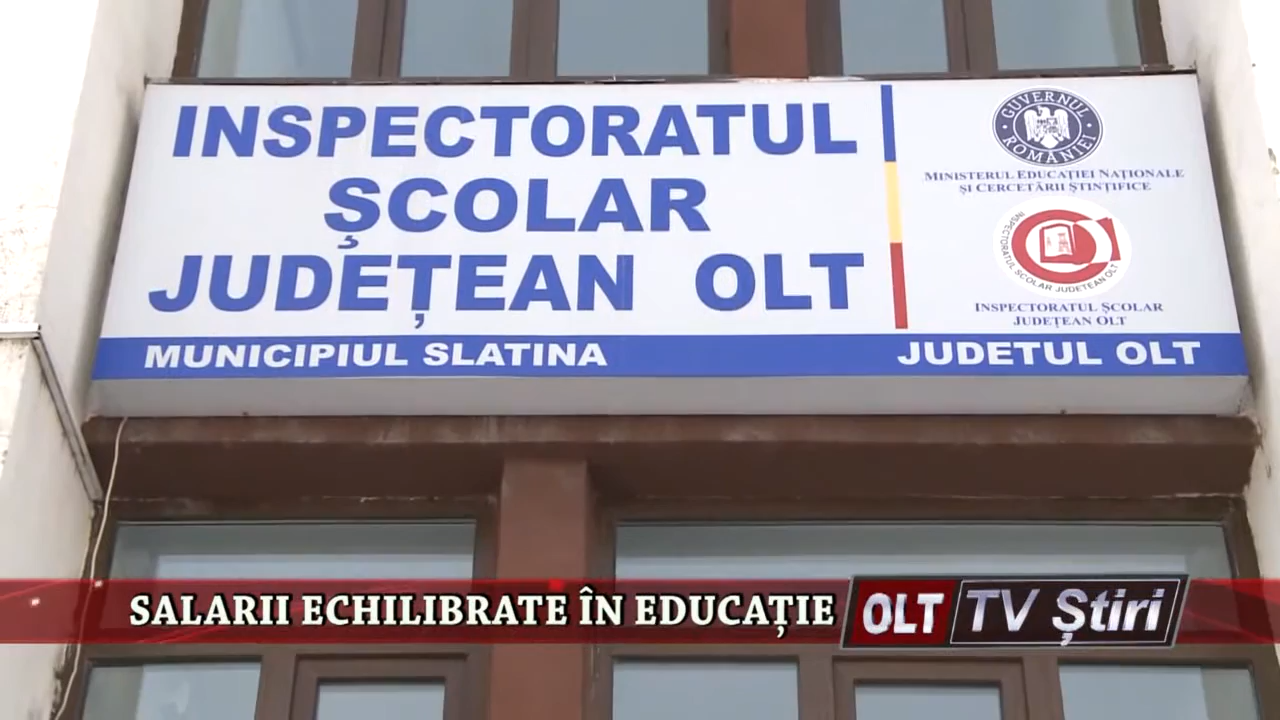 INSPECTORATUL
ȘCOLAR
JUDEȚEAN OLT
GUVERNUL ROMÂNIEI
MINISTERUL EDUCAȚIEI NAȚIONALE
ȘI CERCETĂRII ȘTINȚIFICE
INSPECTORATUL ȘCOLAR JUDEȚEAN OLT
INSPECTORATUL ȘCOLAR
JUDEȚEAN OLT
MUNICIPIUL SLATINA
JUDETUL OLT
SALARII ECHILIBRATE ÎN EDUCAȚIE
OLT TV Știri